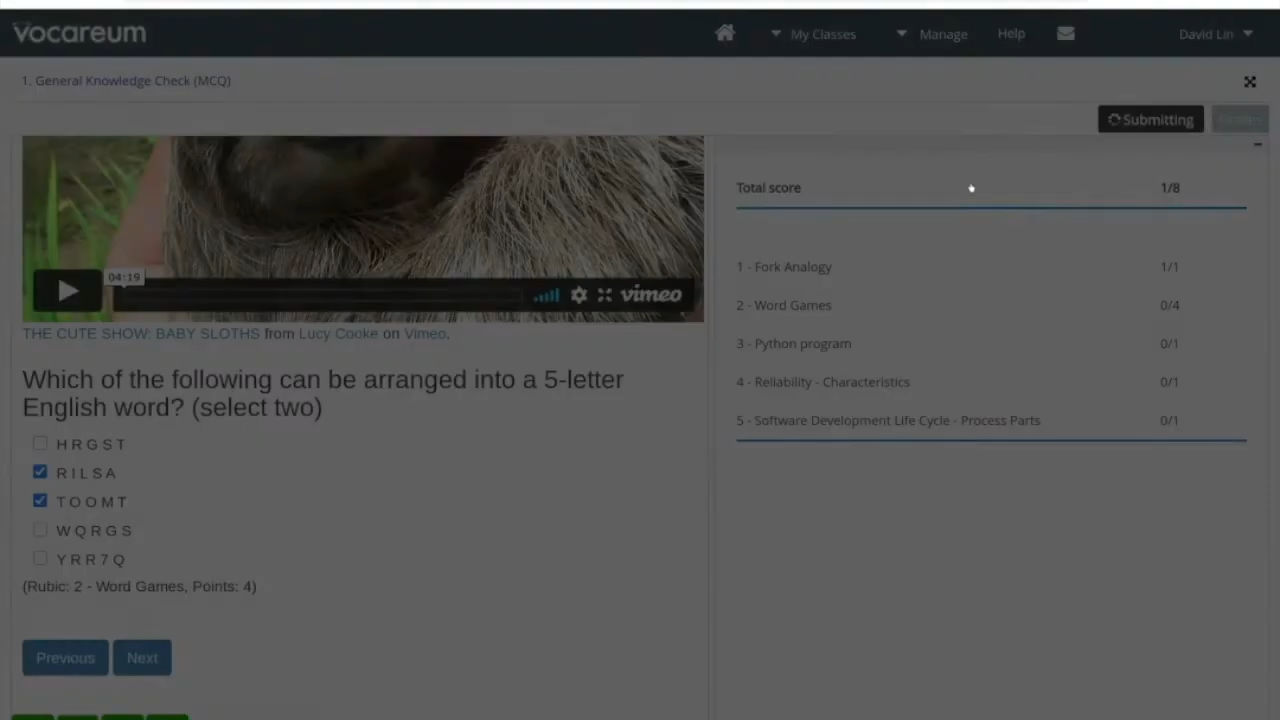 vocareum
My Classes
Manage
Help
David Lin
1. General Knowledge Check (MCQ)
Submitting
04:19
vimeo
THE CUTE SHOW: BABY SLOTHS from Lucy Cooke on Vimeo.
Which of the following can be arranged into a 5-letter
English word? (select two)
H R G S T
R I L S A
T O O M T
W Q R G S
Y R R 7 Q
(Rubic: 2 - Word Games, Points: 4)
Previous
Next
Total score 1/8
1 - Fork Analogy 1/1
2 - Word Games 0/4
3 - Python program 0/1
4 - Reliability - Characteristics 0/1
5 - Software Development Life Cycle - Process Parts 0/1